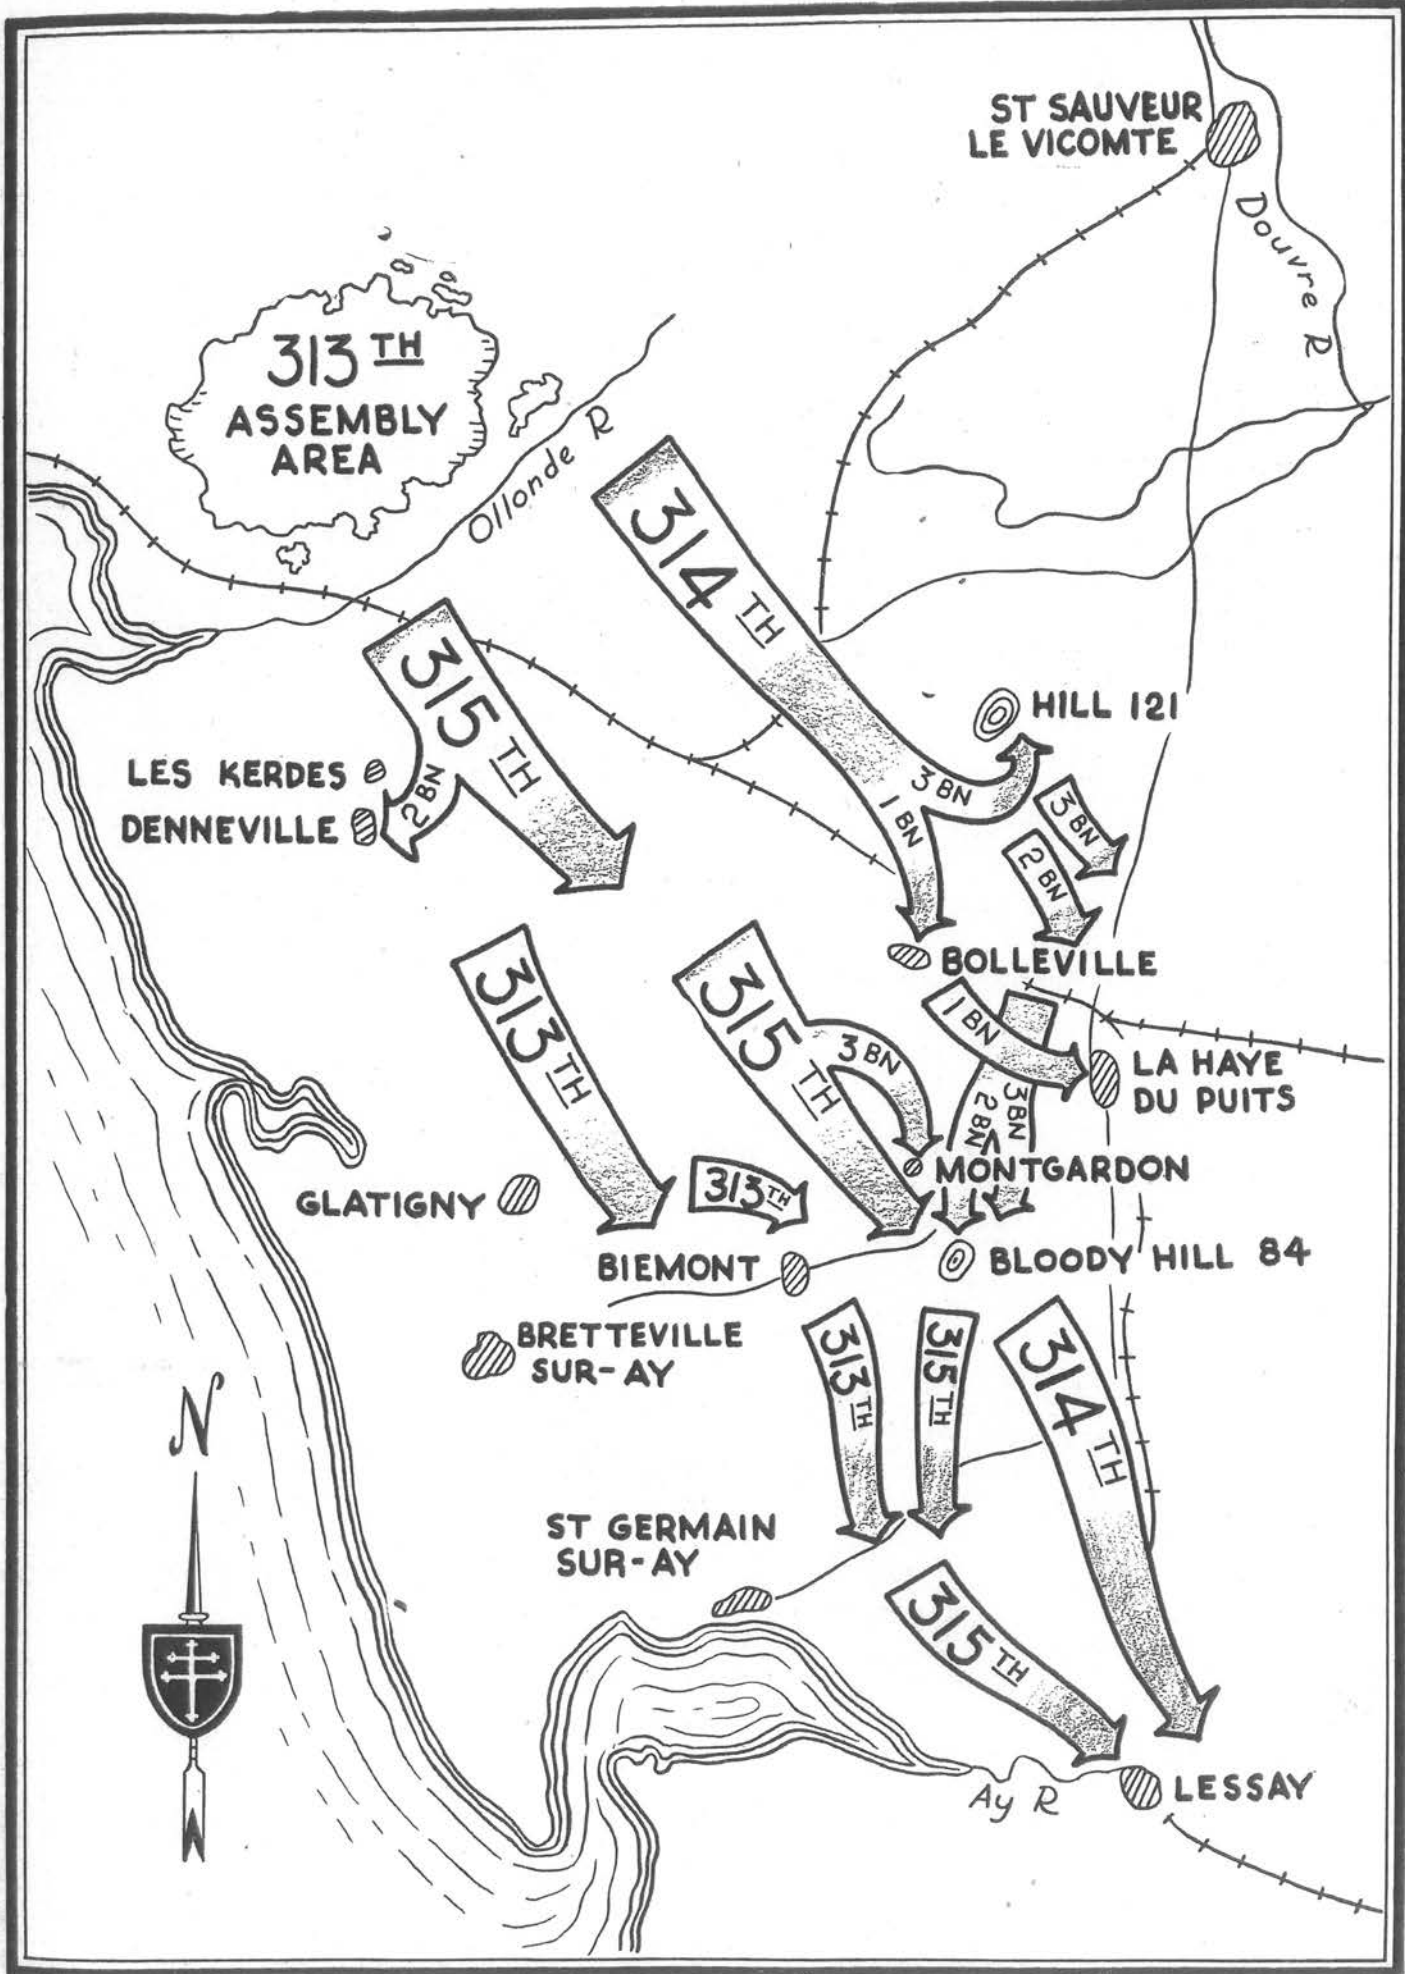 ST SAUVEUR
LE VICOMTE
Douvre R
313TH
ASSEMBLY
AREA
Ollonde R
314TH
315TH
HILL 121
LES KERDES
DENNEVILLE
2 BN
3 BN
1 BN
3 BN
2 BN
BOLLEVILLE
313TH
315TH
1 BN
3 BN
LA HAYE
DU PUITS
3 BN
2 BN
MONTGARDON
GLATIGNY
313TH
BIEMONT
BLOODY HILL 84
BRETTEVILLE
SUR-AY
313TH
315TH
314TH
N
ST GERMAIN
SUR-AY
315TH
Ay R
LESSAY